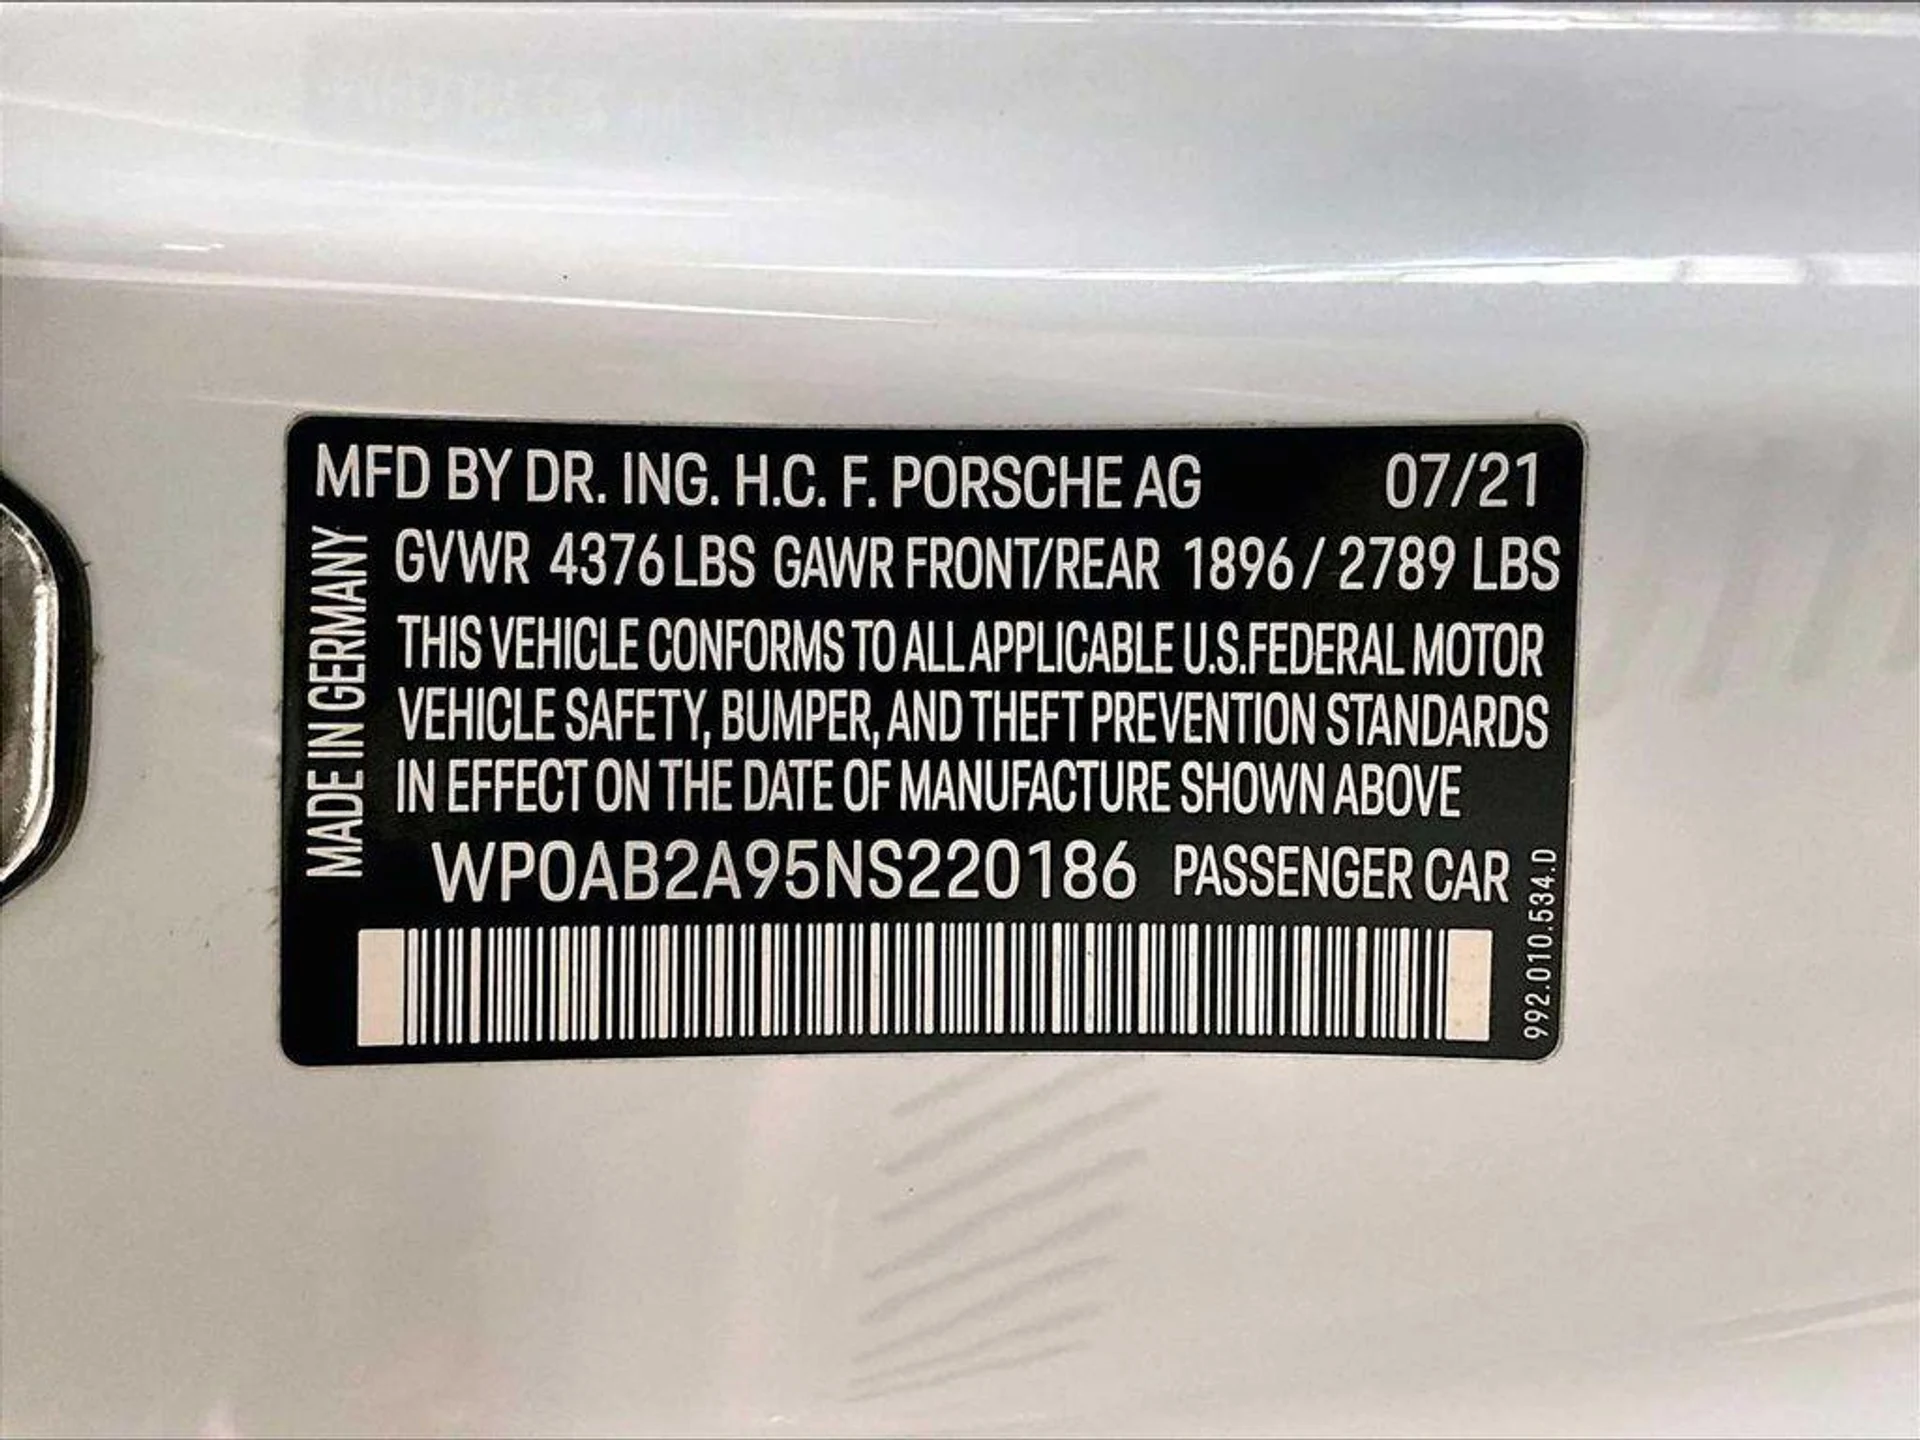 MFD BY DR. ING. H.C. F. PORSCHE AG 07/21
MADE IN GERMANY
GVWR 4376 LBS GAWR FRONT/REAR 1896 / 2789 LBS
THIS VEHICLE CONFORMS TO ALL APPLICABLE U.S.FEDERAL MOTOR
VEHICLE SAFETY, BUMPER, AND THEFT PREVENTION STANDARDS
IN EFFECT ON THE DATE OF MANUFACTURE SHOWN ABOVE
WP0AB2A95NS220186 PASSENGER CAR
992.010.534.D